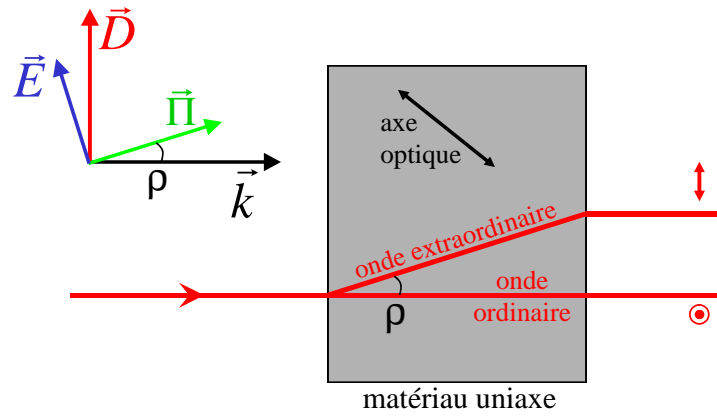 D
E
Π
ρ
k
axe
optique
onde extraordinaire
ρ
onde
ordinaire
matériau uniaxe